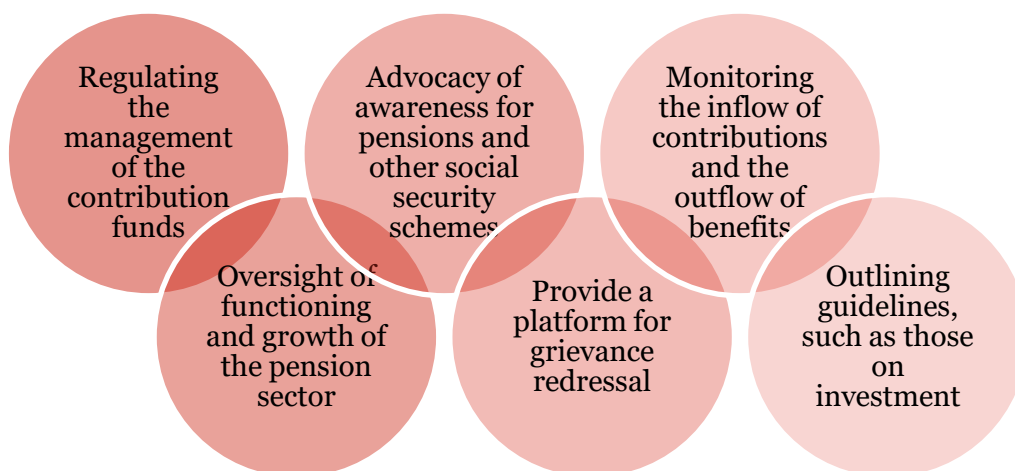 Regulating
the
management
of the
contribution
funds
Oversight of
functioning
and growth of
the pension
sector
Advocacy of
awareness for
pensions and
other social
security
schemes
Provide a
platform for
grievance
redressal
Monitoring
the inflow of
contributions
and the
outflow of
benefits
Outlining
guidelines,
such as those
on
investment